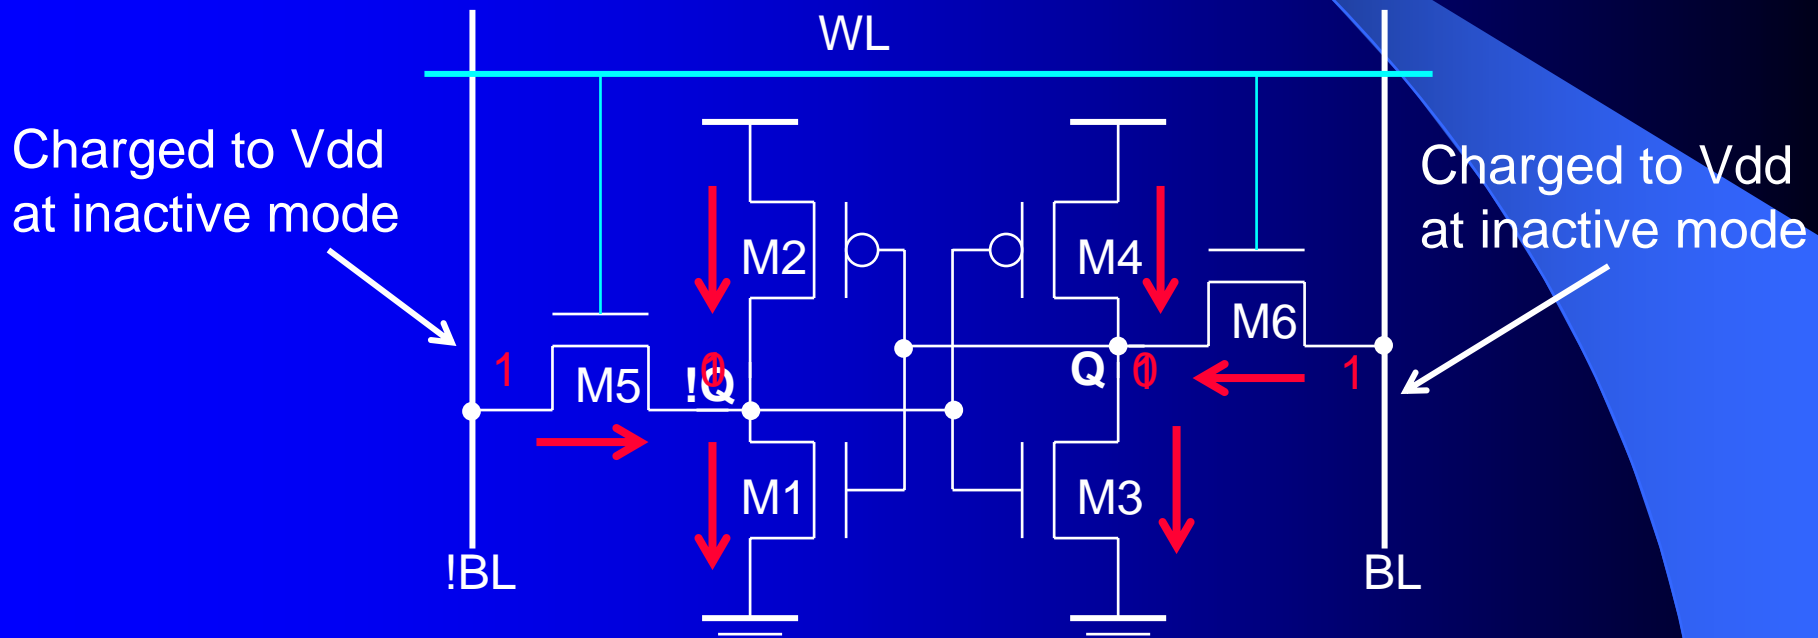 WL
Charged to Vdd
at inactive mode
Charged to Vdd
at inactive mode
M2
M4
M6
1
M5
!Q
Q
1
M1
M3
!BL
BL